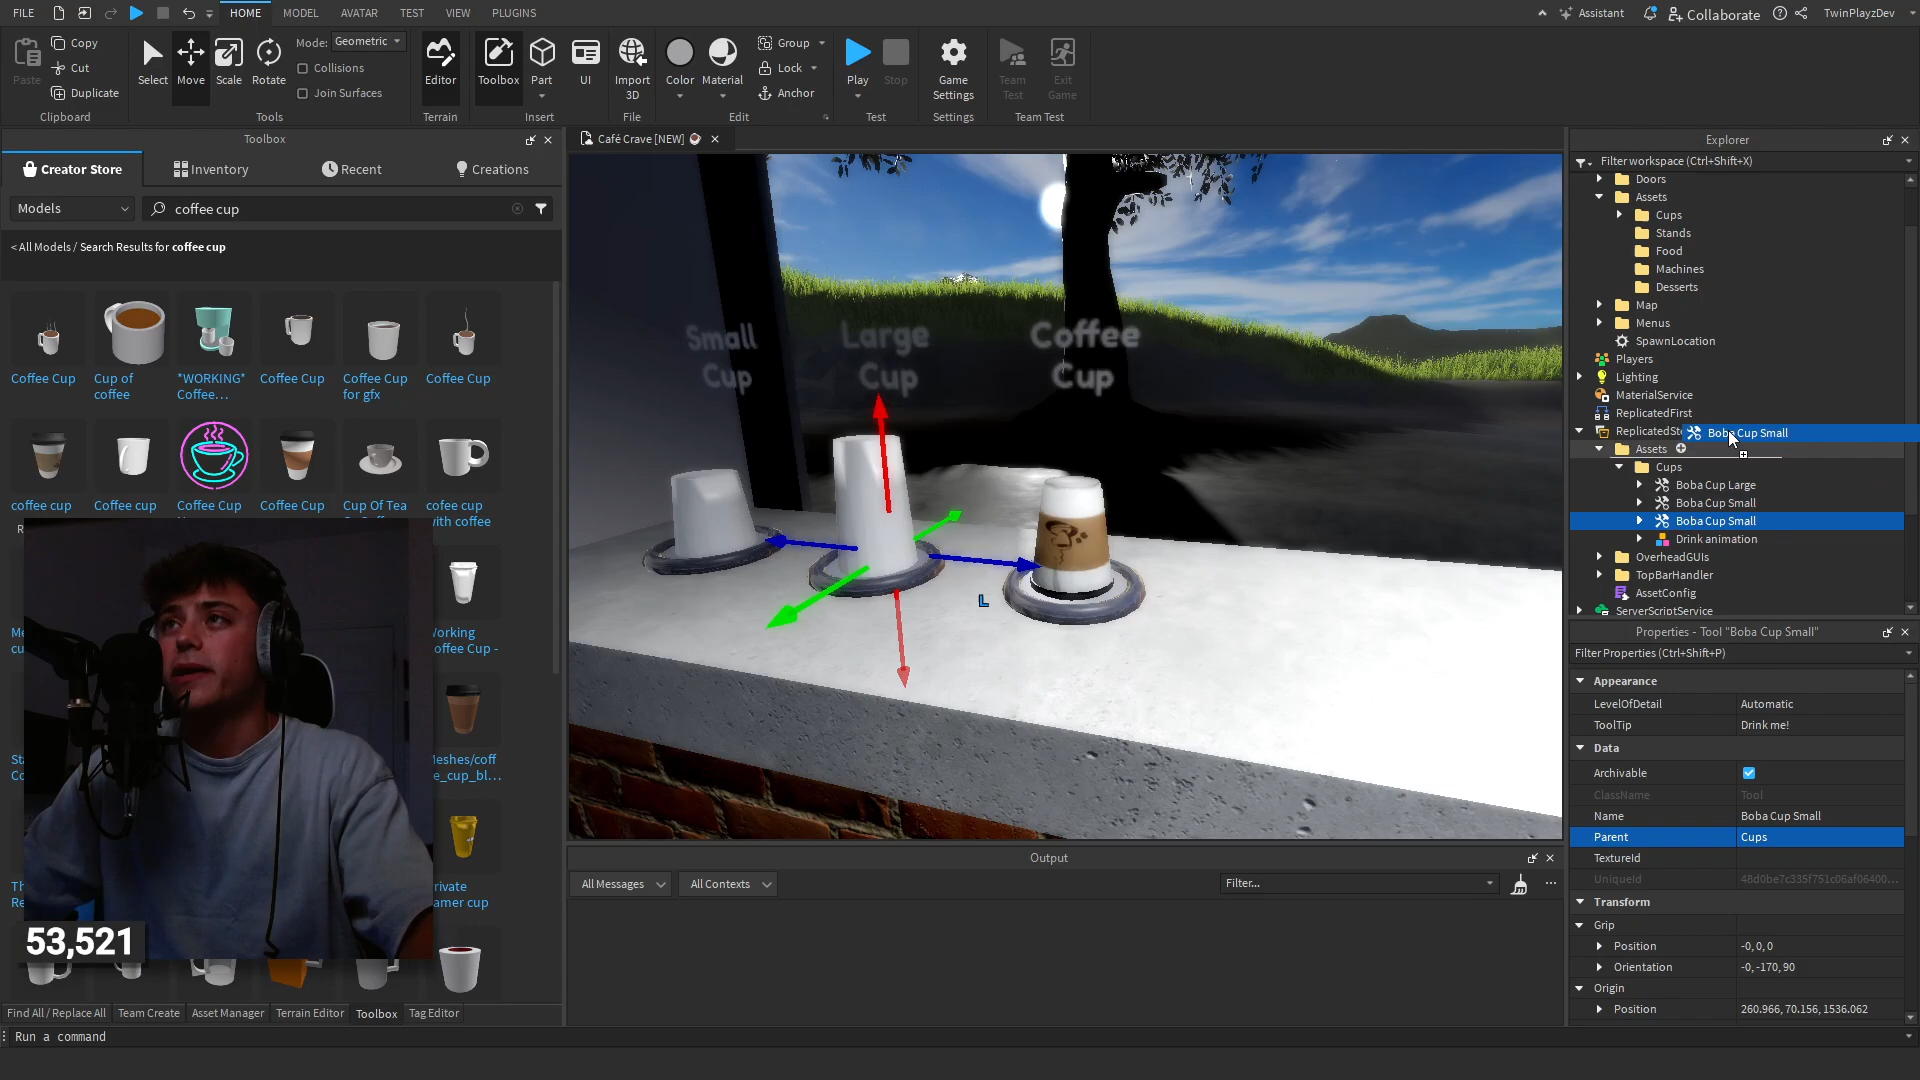 FILE
HOME
MODEL
AVATAR
TEST
VIEW
PLUGINS
Assistant
Collaborate
TwinPlayzDev
Paste
Copy
Cut
Duplicate
Clipboard
Select
Move
Scale
Rotate
Mode: Geometric
Collisions
Join Surfaces
Tools
Editor
Terrain
Toolbox
Part
UI
Insert
Import
3D
File
Color
Material
Group
Lock
Anchor
Edit
Play
Stop
Test
Game
Settings
Settings
Team
Test
Exit
Game
Team Test
Toolbox
Creator Store
Inventory
Recent
Creations
Models
coffee cup
< All Models / Search Results for coffee cup
Coffee Cup
Cup of
coffee
*WORKING*
Coffee...
Coffee Cup
Coffee Cup
for gfx
Coffee Cup
coffee cup
Coffee Cup
Coffee Cup
Coffee Cup
Cup Of Tea
cofee cup
with coffee
Working
offee Cup -
Meshes/coff
e_cup_bl...
53,521
Café Crave [NEW]
Small
Cup
Large
Cup
Coffee
Cup
L
Output
All Messages
All Contexts
Filter...
Explorer
Filter workspace (Ctrl+Shift+X)
Doors
Assets
Cups
Stands
Food
Machines
Desserts
Map
Menus
SpawnLocation
Players
Lighting
MaterialService
ReplicatedFirst
ReplicatedSt
Boba Cup Small
Assets
Cups
Boba Cup Large
Boba Cup Small
Boba Cup Small
Drink animation
OverheadGUIs
TopBarHandler
AssetConfig
ServerScriptService
Properties - Tool "Boba Cup Small"
Filter Properties (Ctrl+Shift+P)
Appearance
LevelOfDetail Automatic
ToolTip Drink me!
Data
Archivable
ClassName Tool
Name Boba Cup Small
Parent Cups
TextureId
UniqueId 48d0be7c335f751c06af06400...
Transform
Grip
Position -0, 0, 0
Orientation -0, -170, 90
Origin
Position 260.966, 70.156, 1536.062
Find All / Replace All
Team Create
Asset Manager
Terrain Editor
Toolbox
Tag Editor
Run a command